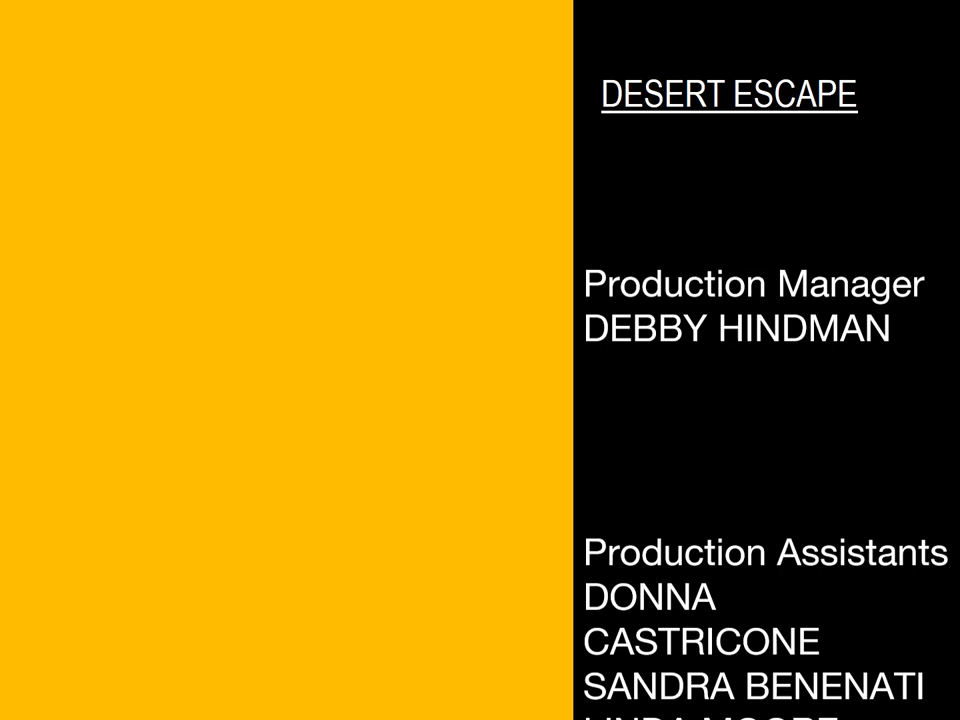 DESERT ESCAPE
Production Manager
DEBBY HINDMAN
Production Assistants
DONNA
CASTRICONE
SANDRA BENENATI